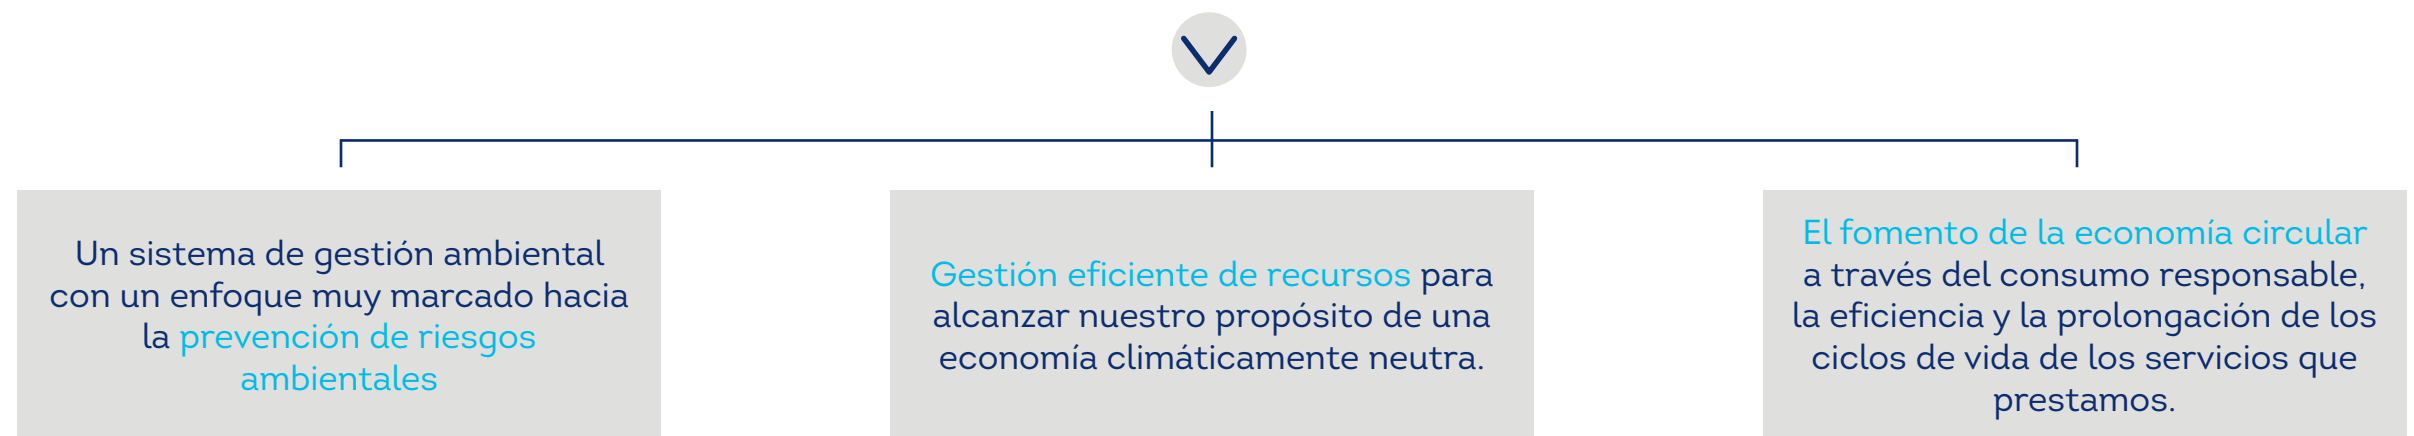 Un sistema de gestión ambiental
con un enfoque muy marcado hacia
la prevención de riesgos
ambientales
Gestión eficiente de recursos para
alcanzar nuestro propósito de una
economía climáticamente neutra.
El fomento de la economía circular
a través del consumo responsable,
la eficiencia y la prolongación de los
ciclos de vida de los servicios que
prestamos.